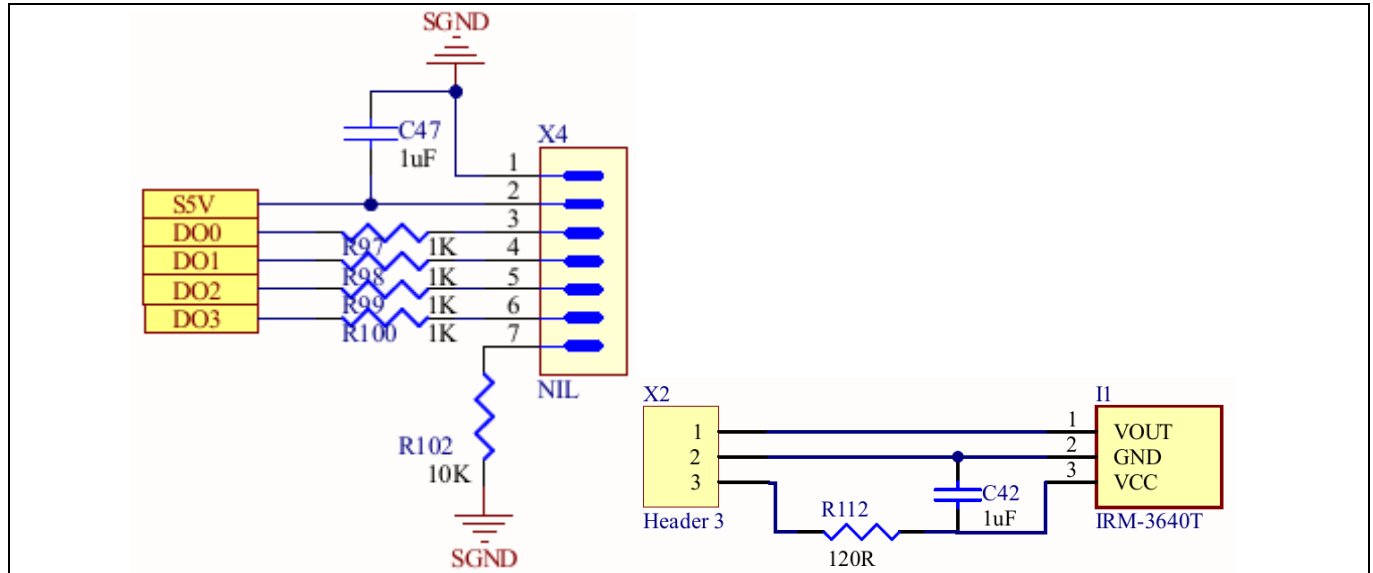 SGND
C47
1uF
X4
1
2
3
4
5
6
7
S5V
DO0
DO1
DO2
DO3
R97 1K
R98 1K
R99 1K
R100 1K
NIL
R102
10K
SGND
X2
1
2
3
Header 3
R112
120R
C42
1uF
I1
1 VOUT
2 GND
3 VCC
IRM-3640T